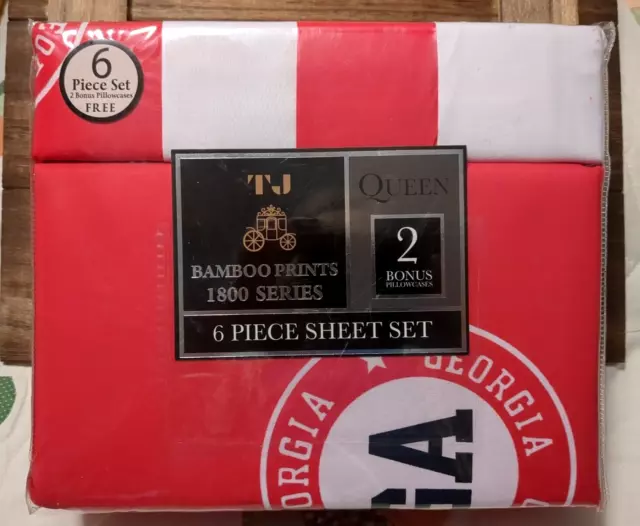 6
Piece Set
2 Bonus Pillowcases
FREE
TJ
BAMBOO PRINTS
1800 SERIES
QUEEN
2
BONUS
PILLOWCASES
6 PIECE SHEET SET
GEORGIA
GA